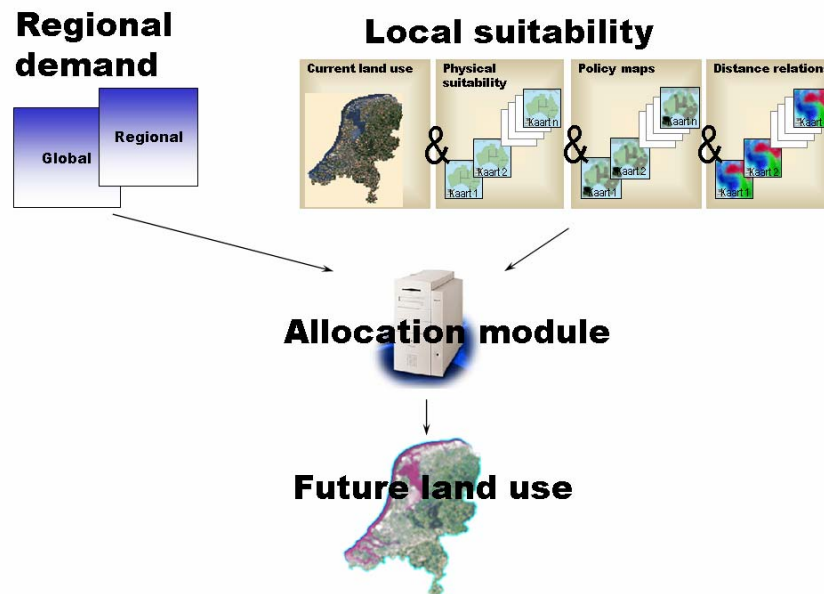 Regional
demand
Local suitability
Global
Regional
Current land use
&
Physical
suitability
Kaart 1
Kaart 2
Kaart n
&
Policy maps
Kaart 1
Kaart 2
Kaart n
&
Distance relation
Kaart 1
Kaart 2
Kaart
Allocation module
Future land use